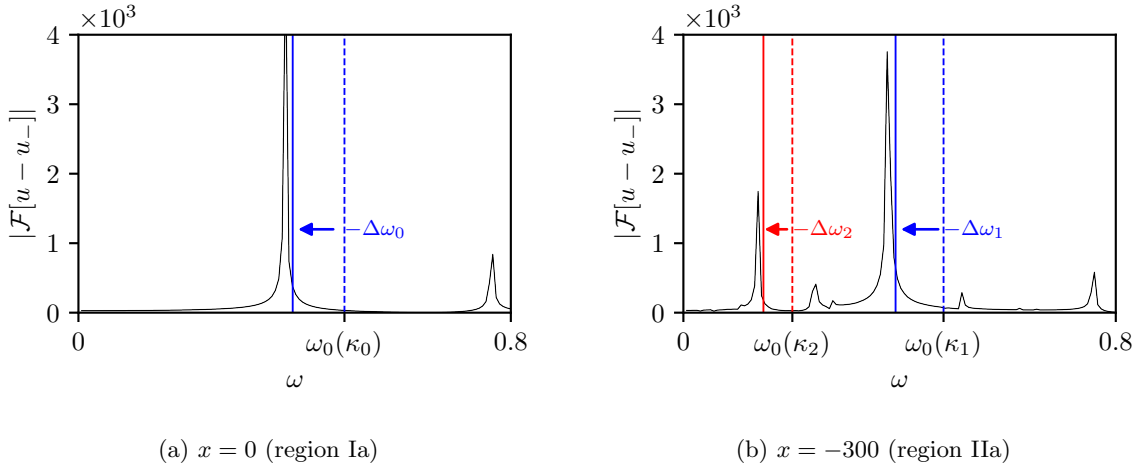 ×10³
4
3
2
1
0
|ℱ[u − u₋]|
−Δω₀
0
ω₀(κ₀)
0.8
ω
(a) x = 0 (region Ia)
×10³
4
3
2
1
0
|ℱ[u − u₋]|
−Δω₂
−Δω₁
0
ω₀(κ₂)
ω₀(κ₁)
0.8
ω
(b) x = −300 (region IIa)